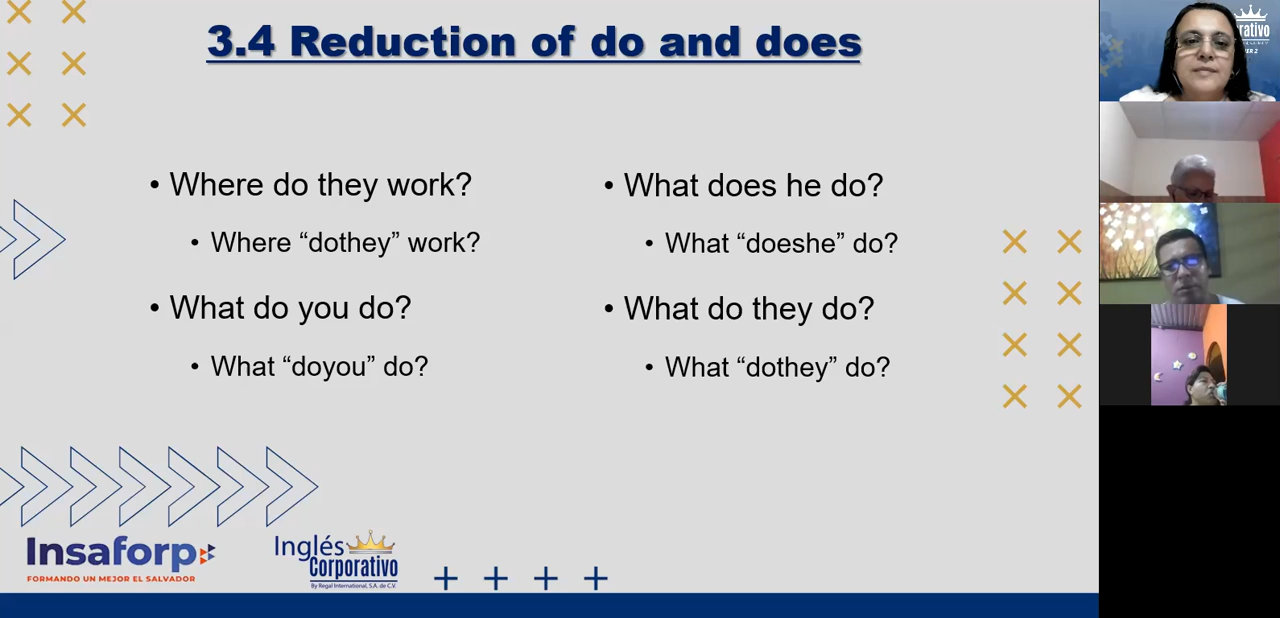 3.4 Reduction of do and does
• Where do they work?
• Where “dothey” work?
• What do you do?
• What “doyou” do?
• What does he do?
• What “doeshe” do?
• What do they do?
• What “dothey” do?
Insaforp
FORMANDO UN MEJOR EL SALVADOR
Inglés
Corporativo
By Regal International, S.A. de C.V.